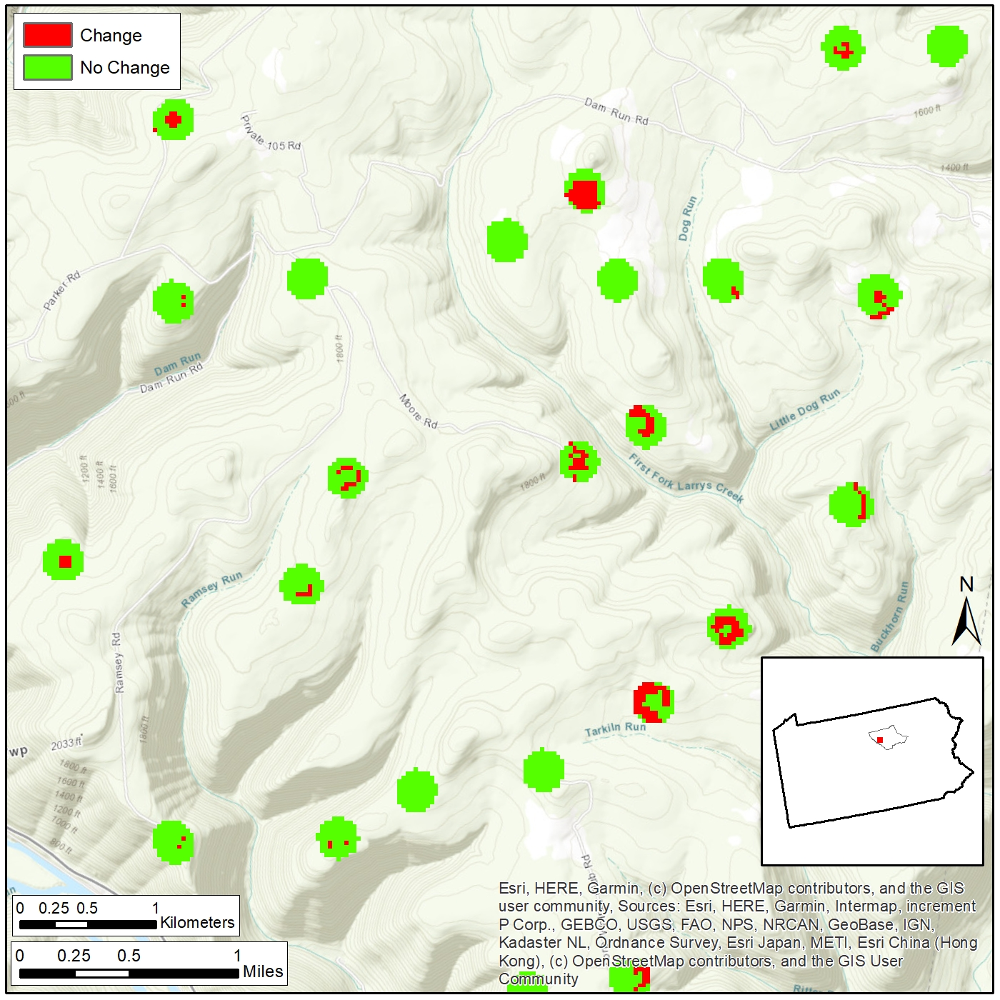 Change
No Change
Dam Run Rd
1600 ft
Private 105 Rd
1400 ft
Dog Run
Parker Rd
1800 ft
Dam Run
Dam Run Rd
Moore Rd
Little Dog Run
1200 ft
1400 ft
1600 ft
1800 ft
First Fork Larrys Creek
Ramsey Run
N
Buckhorn Run
Ramsey Rd
1800 ft
Tarkiln Run
wp
2033 ft
1800 ft
1600 ft
1400 ft
1200 ft
1000 ft
800 ft
0 0.25 0.5 1
Kilometers
0 0.25 0.5 1
Miles
Esri, HERE, Garmin, (c) OpenStreetMap contributors, and the GIS
user community, Sources: Esri, HERE, Garmin, Intermap, increment
P Corp., GEBCO, USGS, FAO, NPS, NRCAN, GeoBase, IGN,
Kadaster NL, Ordnance Survey, Esri Japan, METI, Esri China (Hong
Kong), (c) OpenStreetMap contributors, and the GIS User
Community